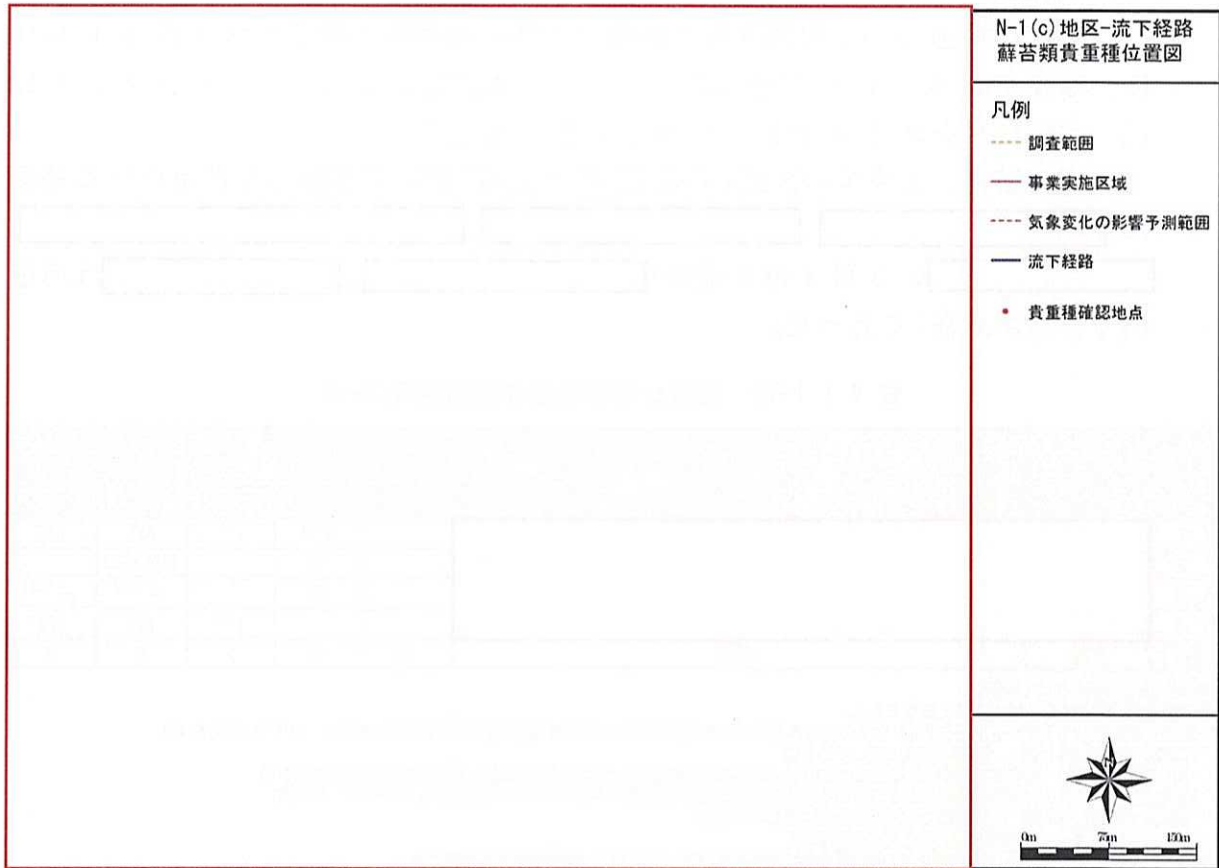 N-1(c)地区-流下経路
蘚苔類貴重種位置図
凡例
調査範囲
事業実施区域
気象変化の影響予測範囲
流下経路
貴重種確認地点
N
0m 75m 150m